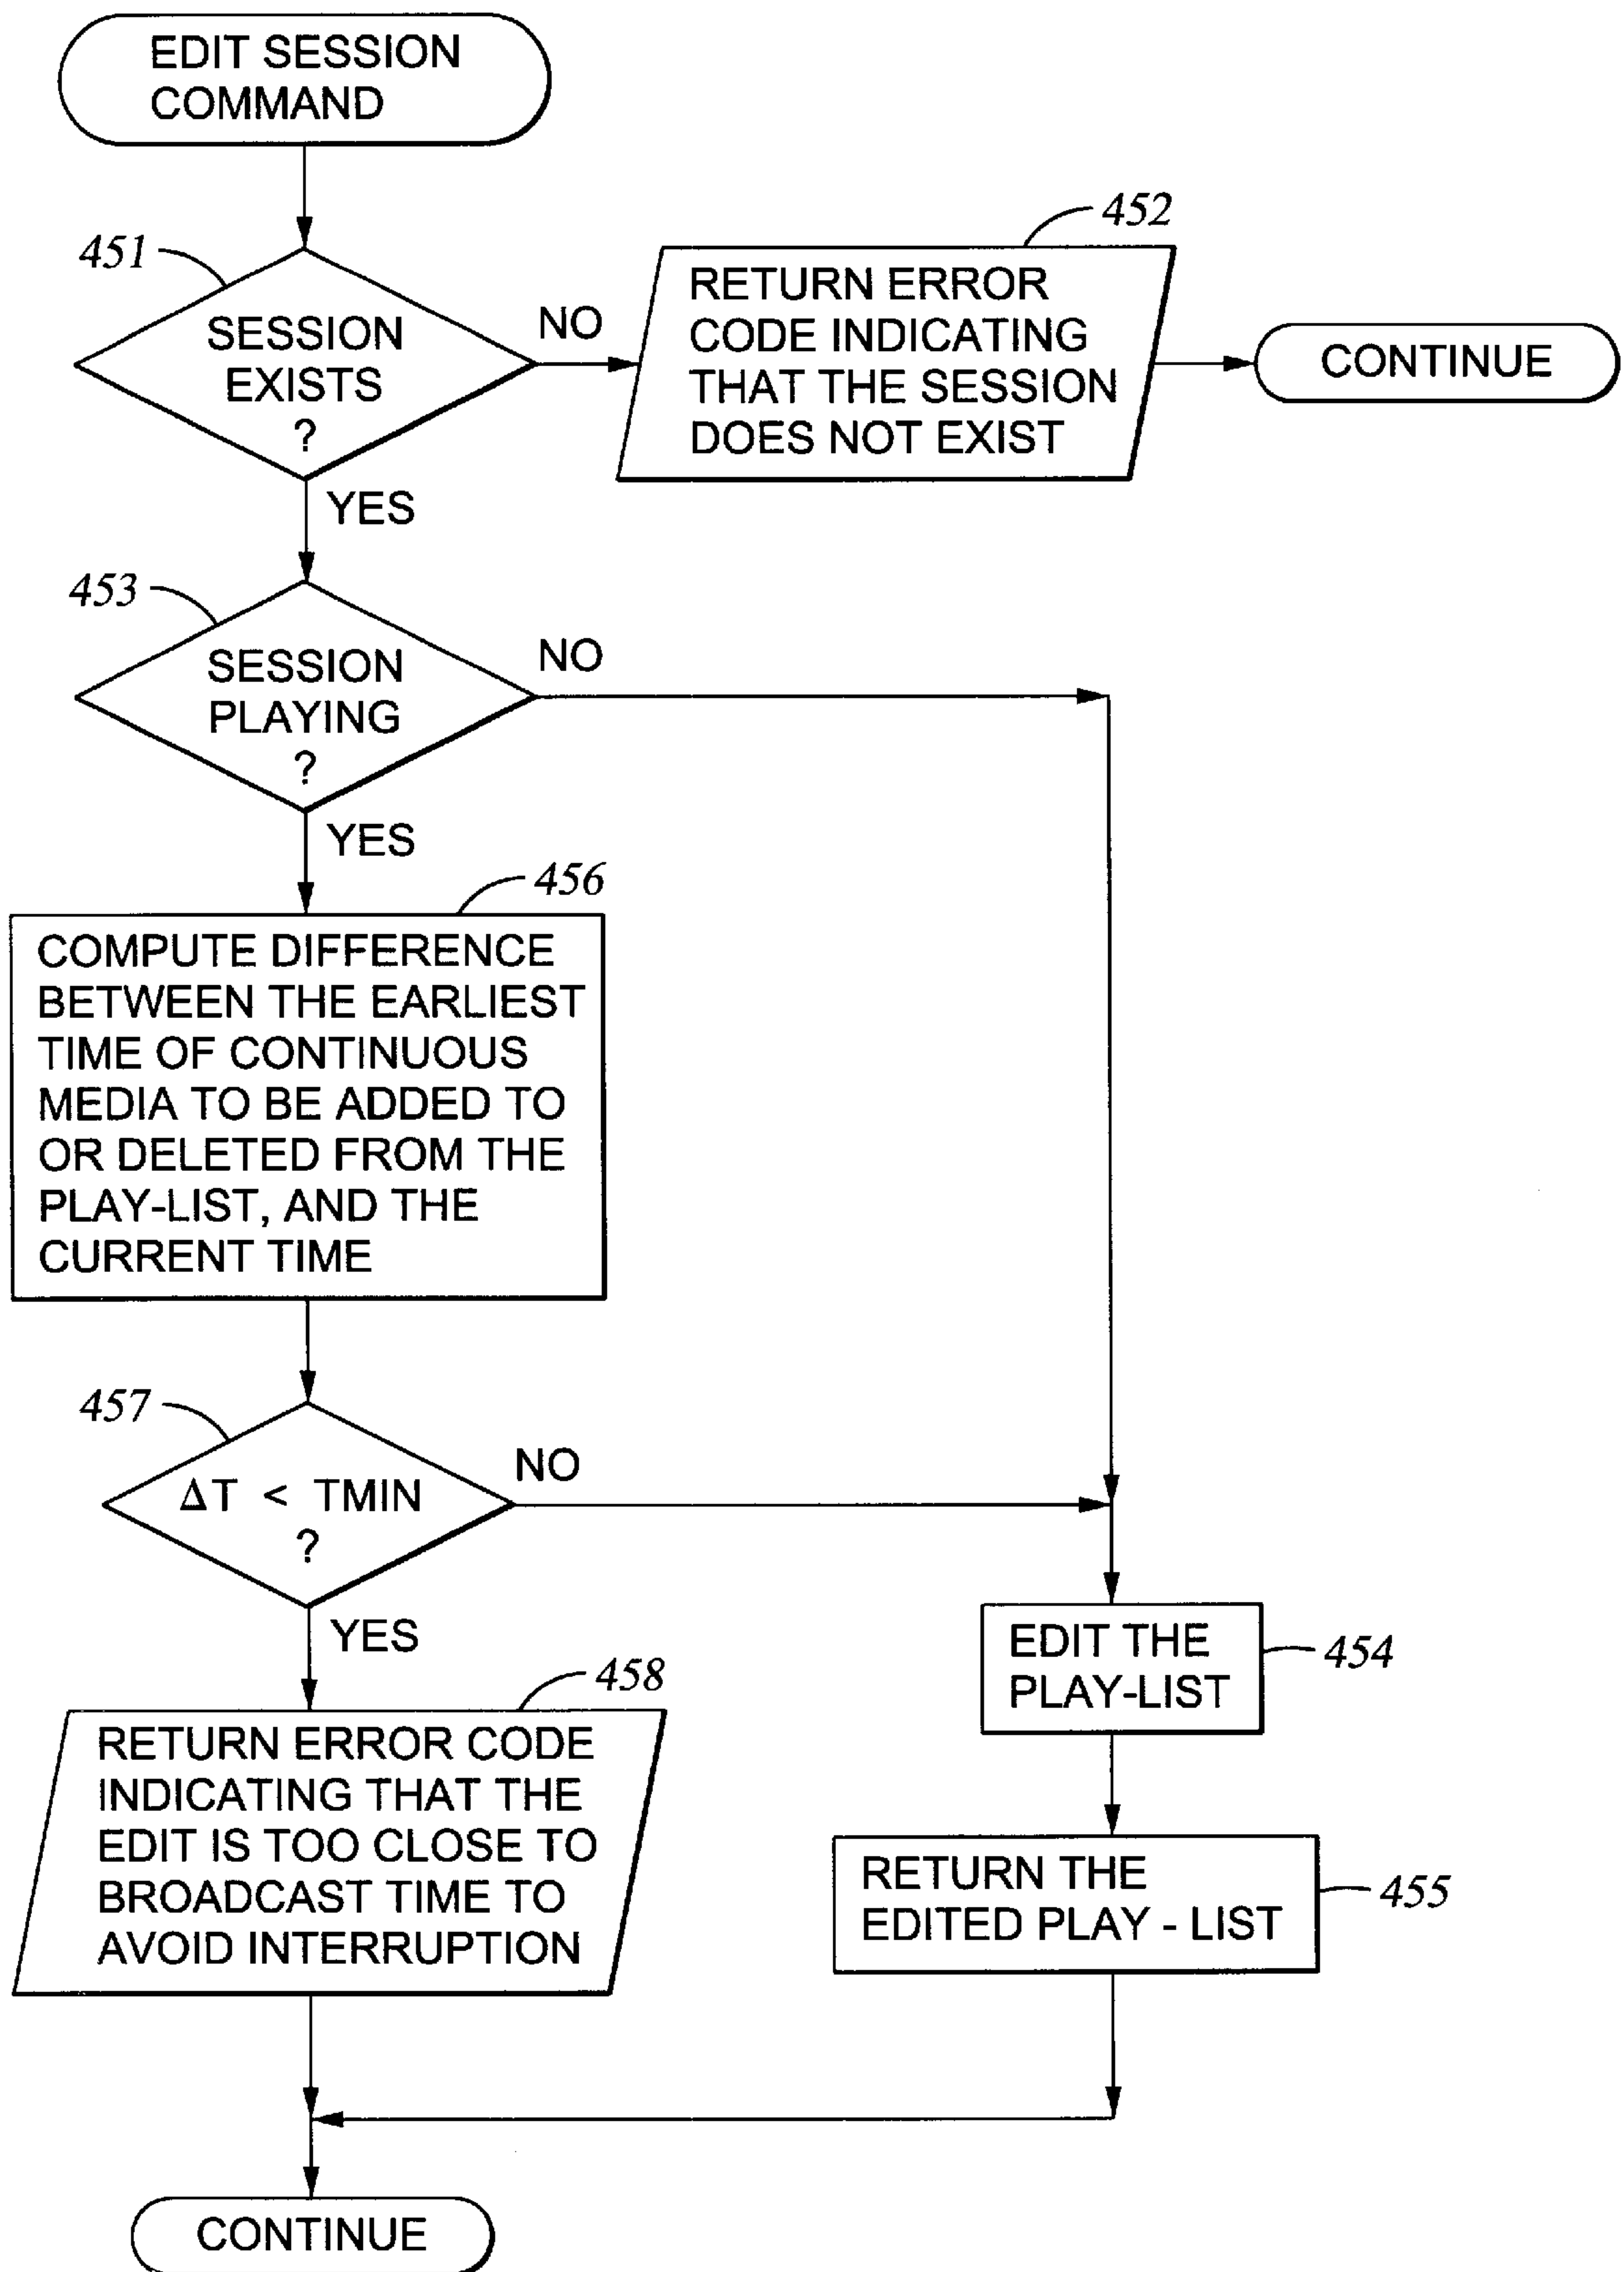 EDIT SESSION
COMMAND
451
SESSION
EXISTS
?
NO
452
RETURN ERROR
CODE INDICATING
THAT THE SESSION
DOES NOT EXIST
CONTINUE
YES
453
SESSION
PLAYING
?
NO
YES
456
COMPUTE DIFFERENCE
BETWEEN THE EARLIEST
TIME OF CONTINUOUS
MEDIA TO BE ADDED TO
OR DELETED FROM THE
PLAY-LIST, AND THE
CURRENT TIME
457
ΔT < TMIN
?
NO
YES
EDIT THE
PLAY-LIST
454
458
RETURN ERROR CODE
INDICATING THAT THE
EDIT IS TOO CLOSE TO
BROADCAST TIME TO
AVOID INTERRUPTION
RETURN THE
EDITED PLAY - LIST
455
CONTINUE